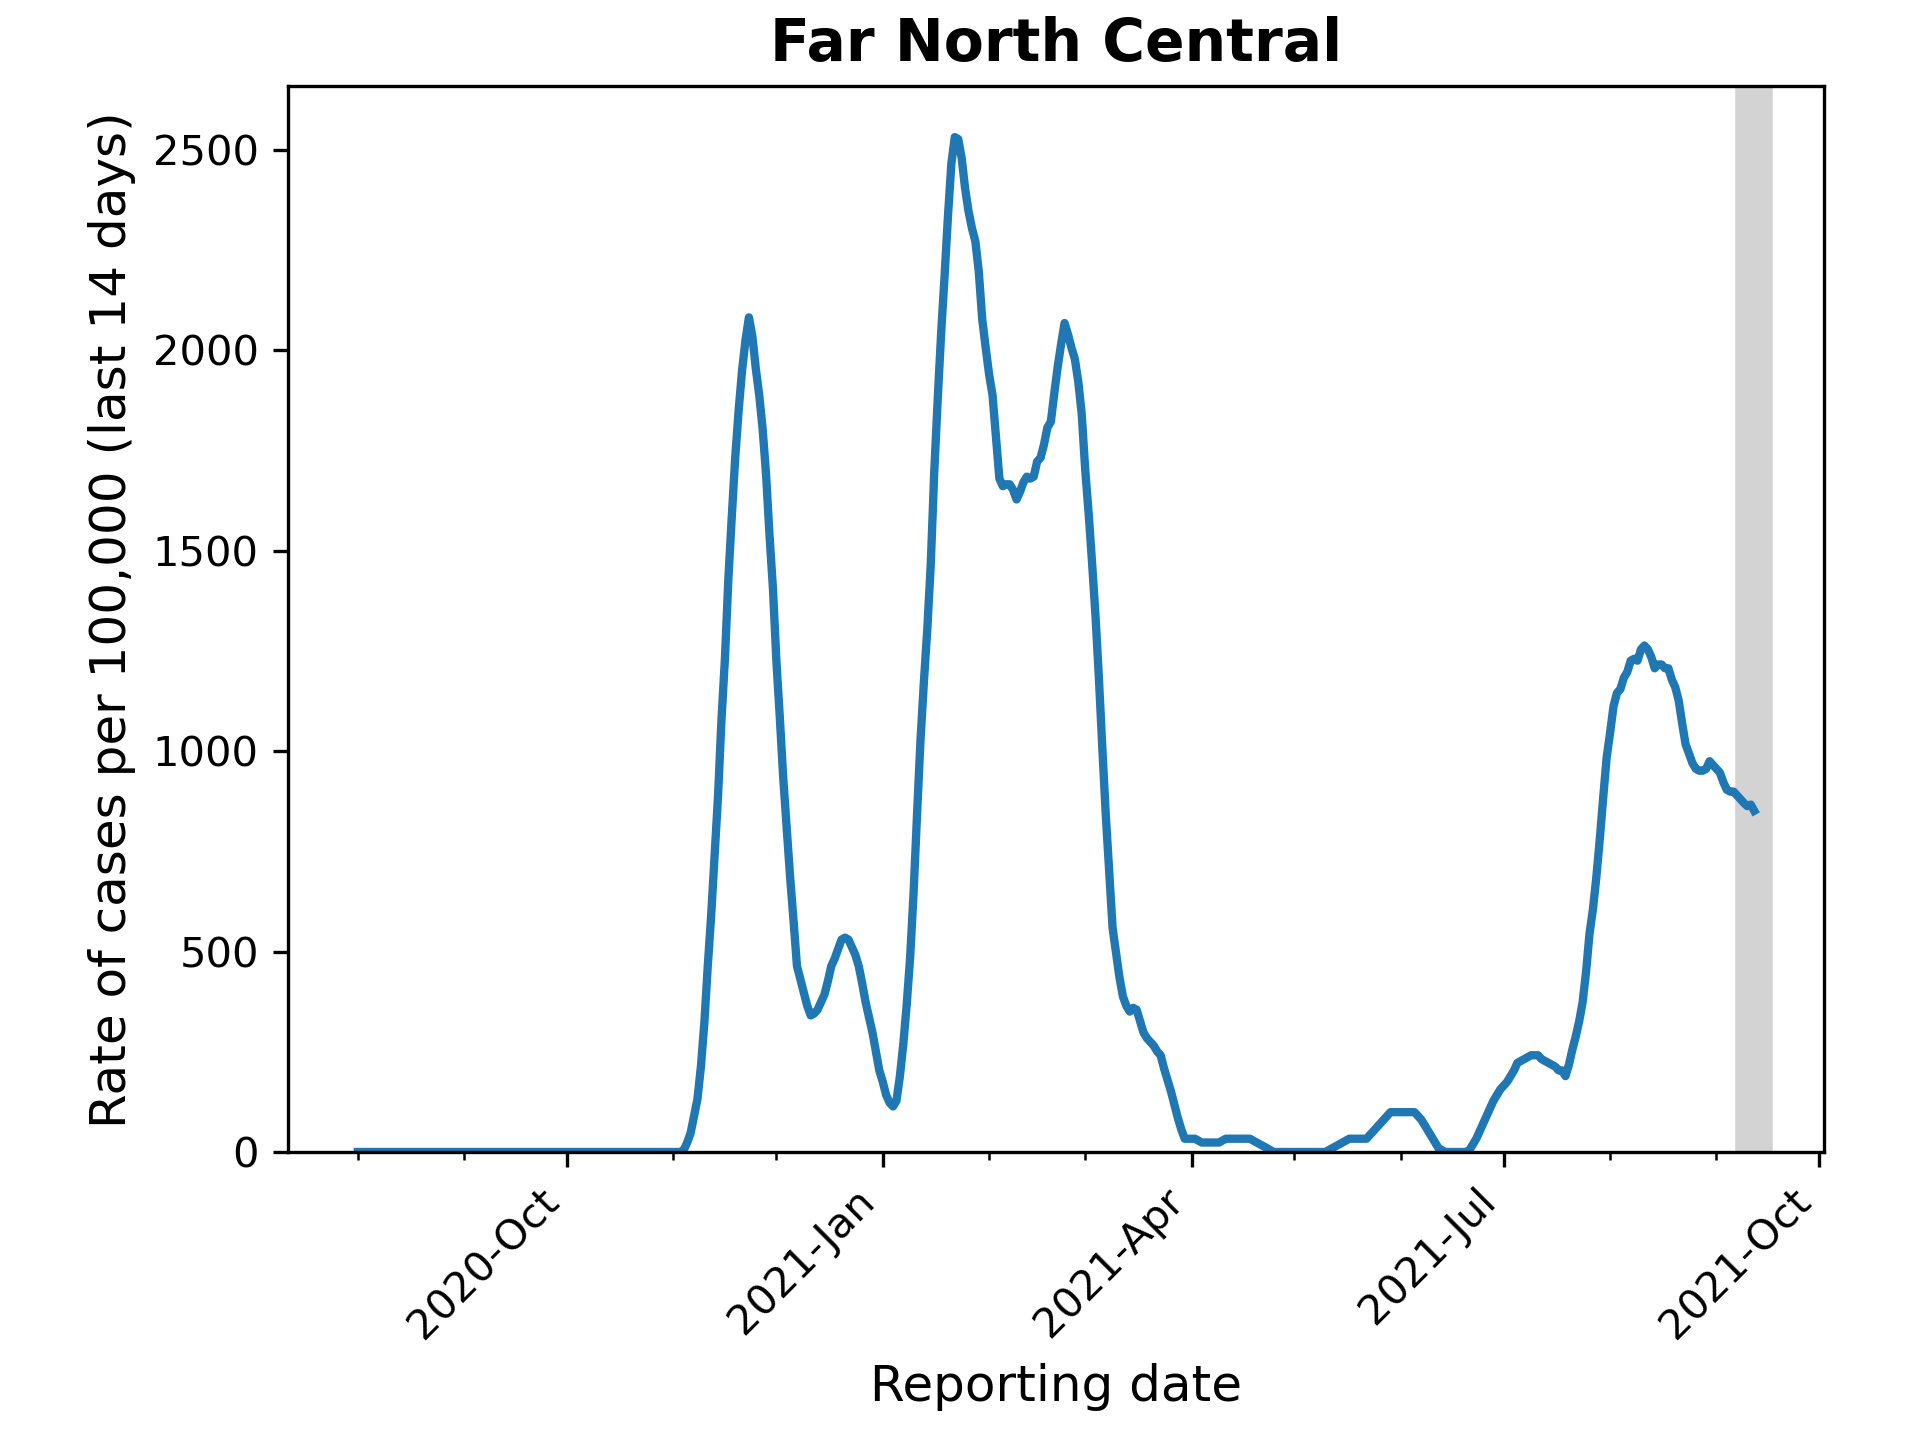 Far North Central
Rate of cases per 100,000 (last 14 days)
2500
2000
1500
1000
500
0
2020-Oct
2021-Jan
2021-Apr
2021-Jul
2021-Oct
Reporting date